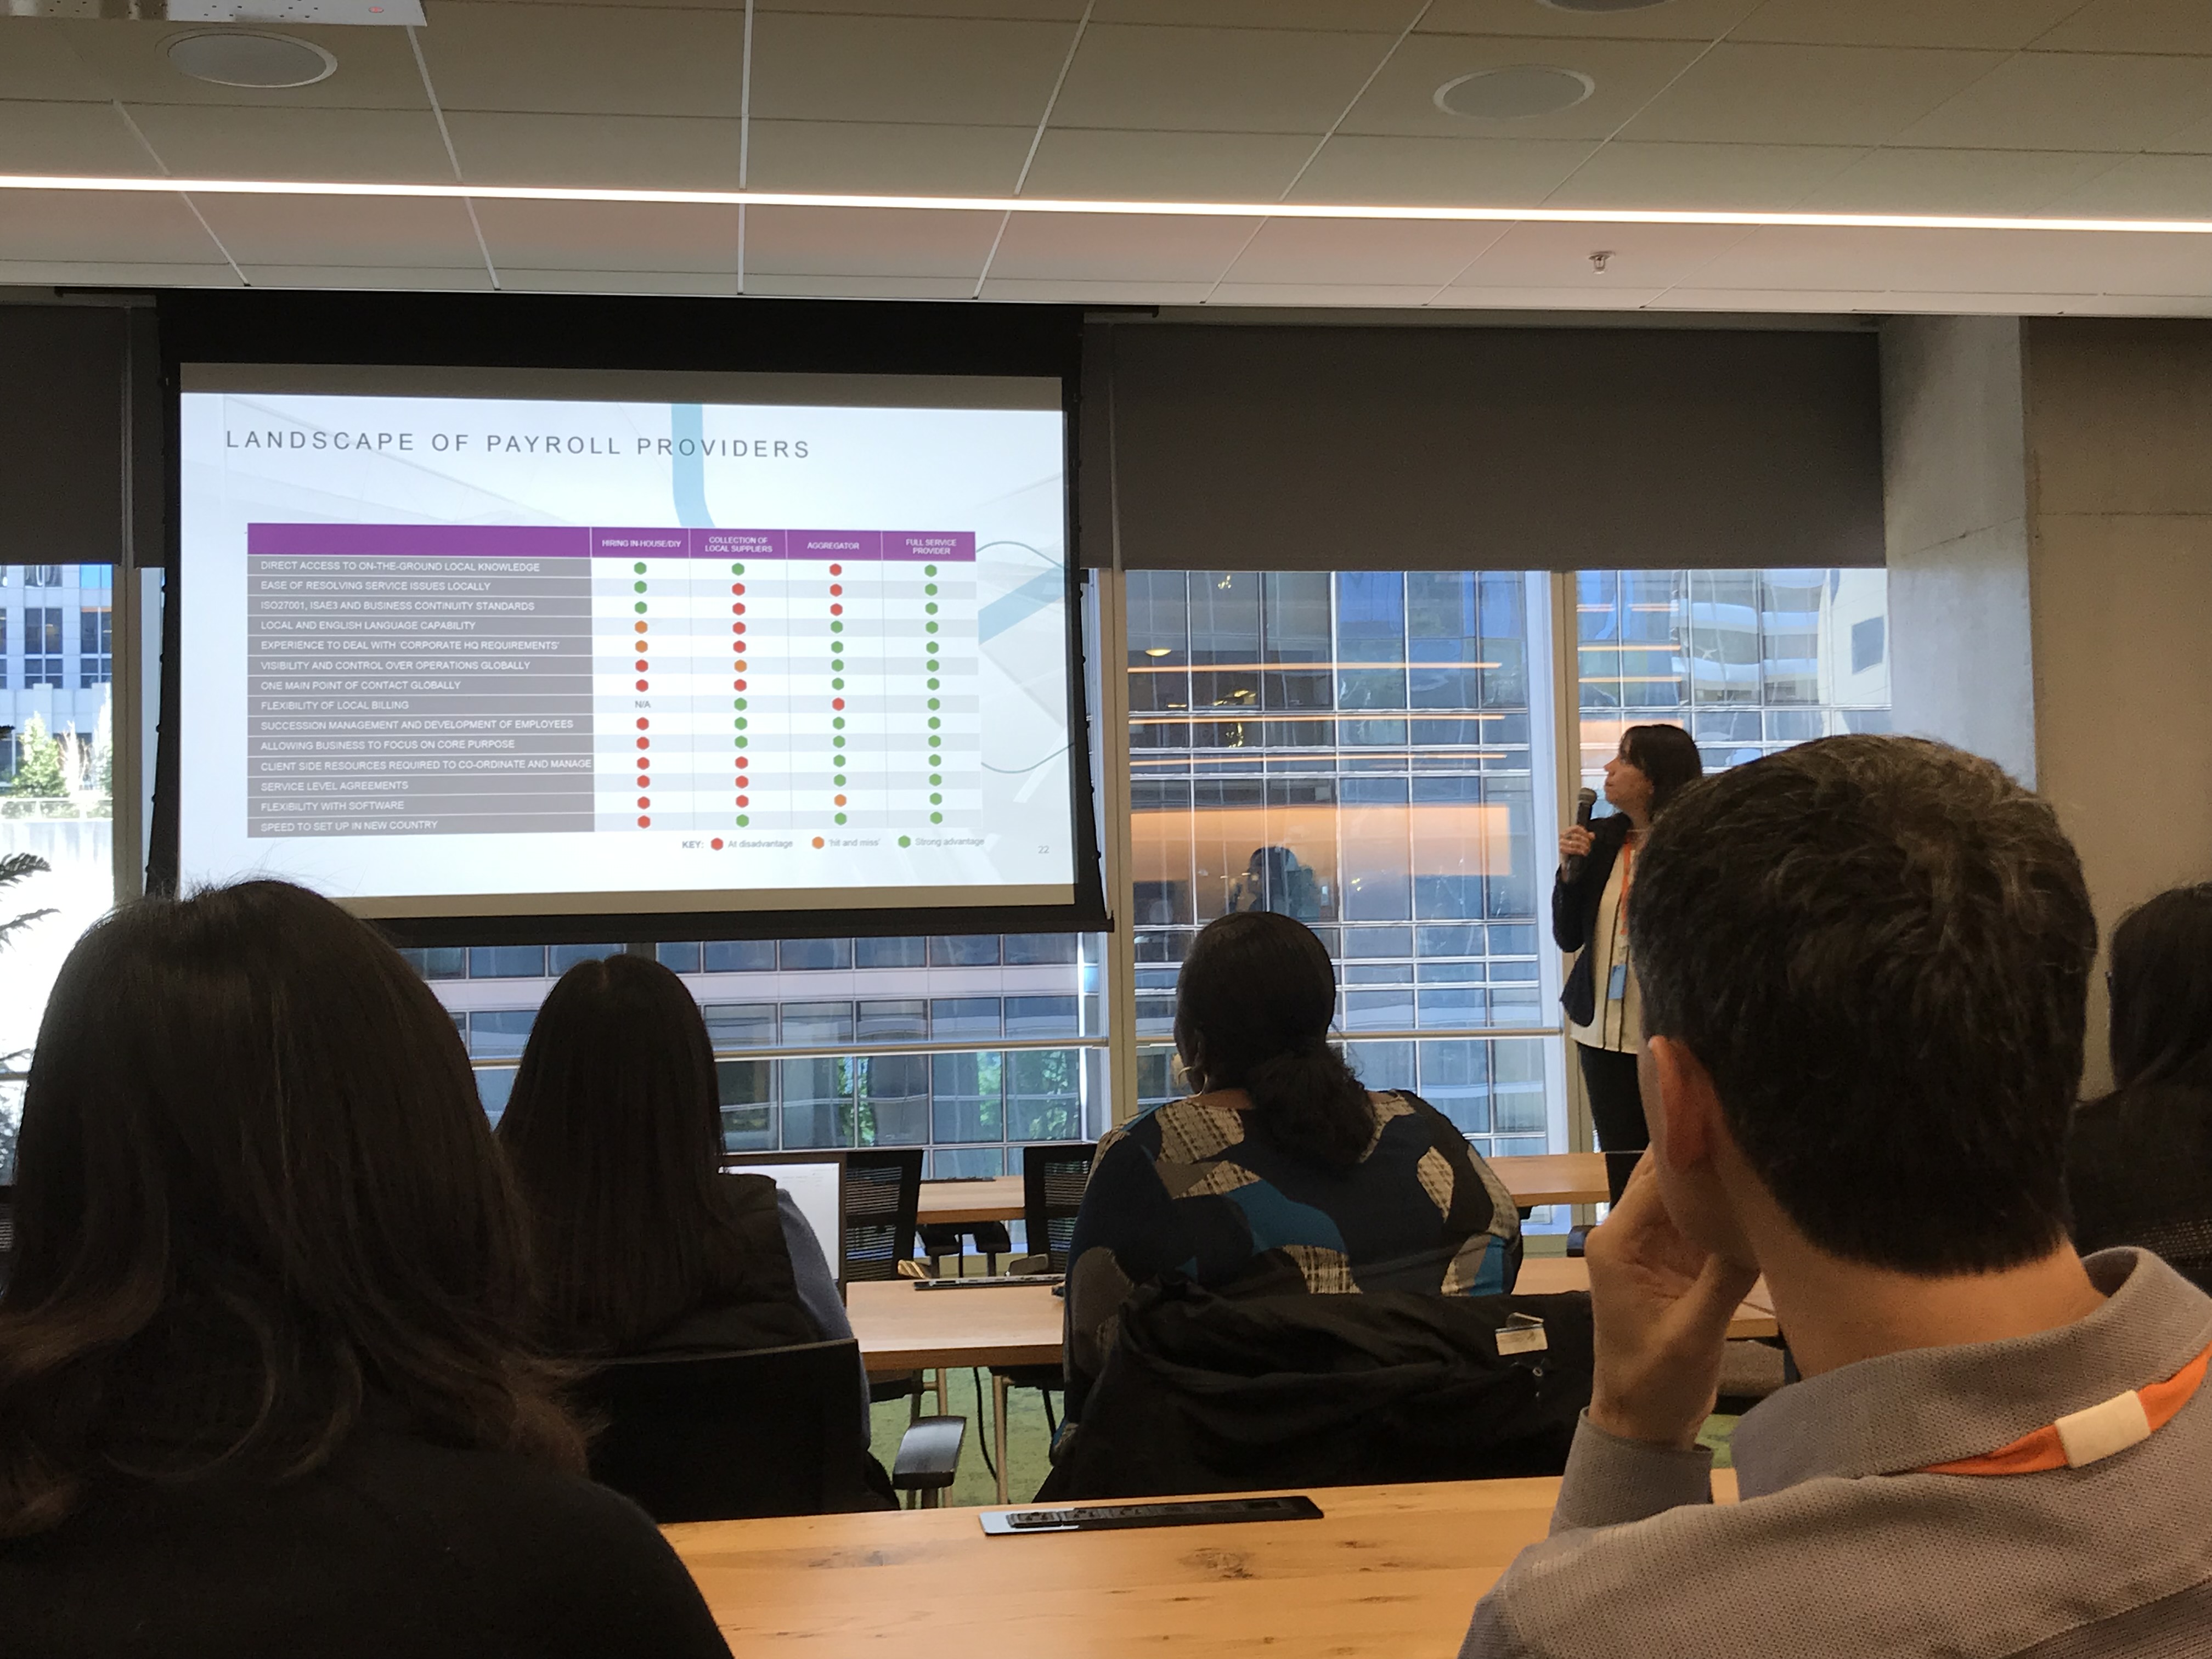 LANDSCAPE OF PAYROLL PROVIDERS
HIRING IN-HOUSE/DIY
COLLECTION OF
LOCAL SUPPLIERS
AGGREGATOR
FULL SERVICE
PROVIDER
DIRECT ACCESS TO ON-THE-GROUND LOCAL KNOWLEDGE
EASE OF RESOLVING SERVICE ISSUES LOCALLY
ISO27001, ISAE3 AND BUSINESS CONTINUITY STANDARDS
LOCAL AND ENGLISH LANGUAGE CAPABILITY
EXPERIENCE TO DEAL WITH 'CORPORATE HQ REQUIREMENTS'
VISIBILITY AND CONTROL OVER OPERATIONS GLOBALLY
ONE MAIN POINT OF CONTACT GLOBALLY
FLEXIBILITY OF LOCAL BILLING N/A
SUCCESSION MANAGEMENT AND DEVELOPMENT OF EMPLOYEES
ALLOWING BUSINESS TO FOCUS ON CORE PURPOSE
CLIENT SIDE RESOURCES REQUIRED TO CO-ORDINATE AND MANAGE
SERVICE LEVEL AGREEMENTS
FLEXIBILITY WITH SOFTWARE
SPEED TO SET UP IN NEW COUNTRY
KEY: At disadvantage 'hit and miss' Strong advantage
22